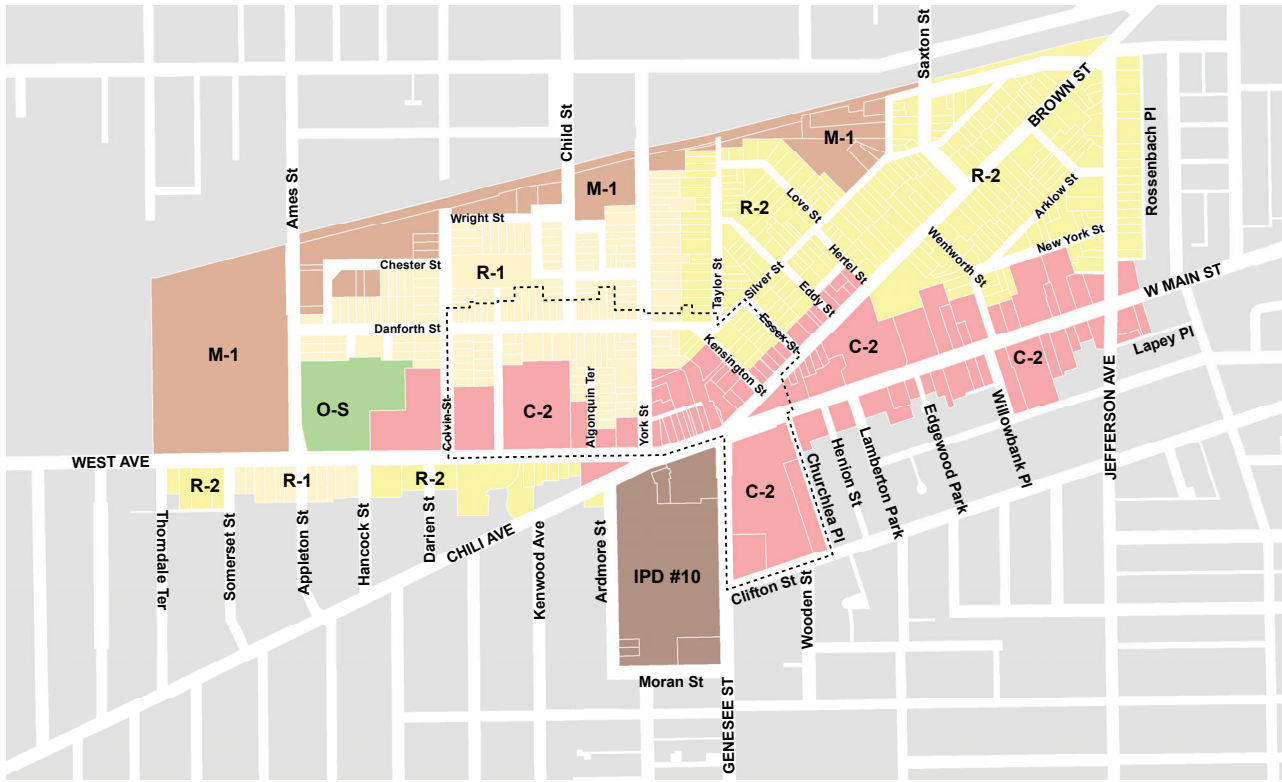 Saxton St
BROWN ST
Rossenbach Pl
Child St
M-1
Ames St
M-1
R-2
Arklow St
R-2
Love St
Wright St
New York St
Wentworth St
Hertel St
Chester St
R-1
Taylor St
Silver St
Eddy St
W MAIN ST
Danforth St
Essex St
Kensington St
C-2
C-2
Lapey Pl
M-1
O-S
Colvin St
C-2
Algonquin Ter
York St
Edgewood Park
Willowbank Pl
JEFFERSON AVE
WEST AVE
R-2
R-1
R-2
C-2
Churchlea Pl
Henion St
Lamberton Park
Thorndale Ter
Somerset St
Appleton St
Hancock St
Darien St
CHILI AVE
Kenwood Ave
Ardmore St
IPD #10
Clifton St
Wooden St
Moran St
GENESEE ST